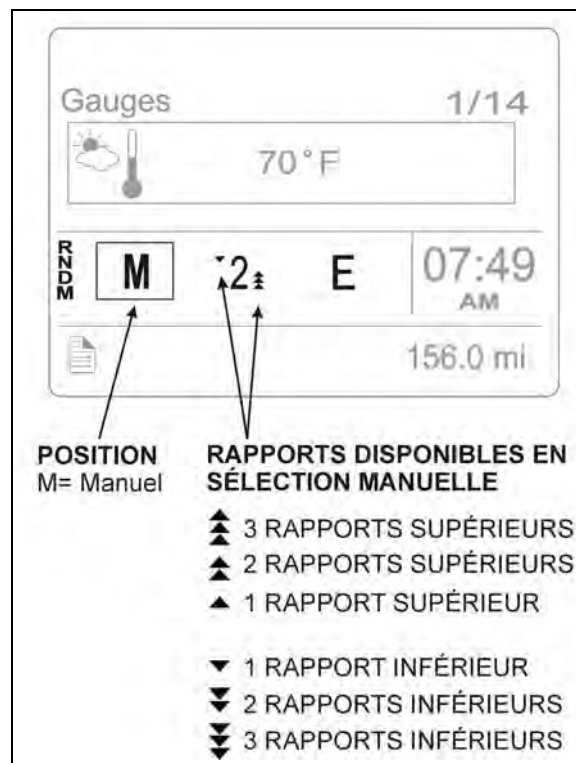 Gauges 1/14
70°F
RNDM M 2 E 07:49
AM
156.0 mi
POSITION
M= Manuel
RAPPORTS DISPONIBLES EN
SÉLECTION MANUELLE
3 RAPPORTS SUPÉRIEURS
2 RAPPORTS SUPÉRIEURS
1 RAPPORT SUPÉRIEUR
1 RAPPORT INFÉRIEUR
2 RAPPORTS INFÉRIEURS
3 RAPPORTS INFÉRIEURS